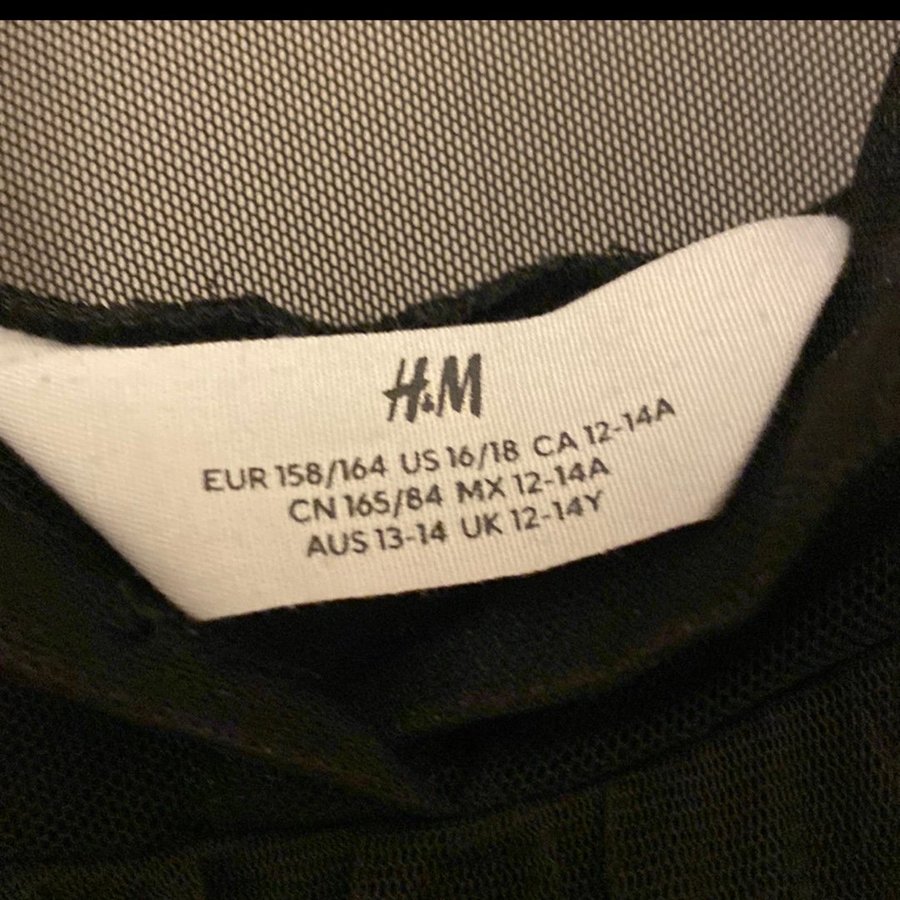 H&M
EUR 158/164 US 16/18 CA 12-14A
CN 165/84 MX 12-14A
AUS 13-14 UK 12-14Y